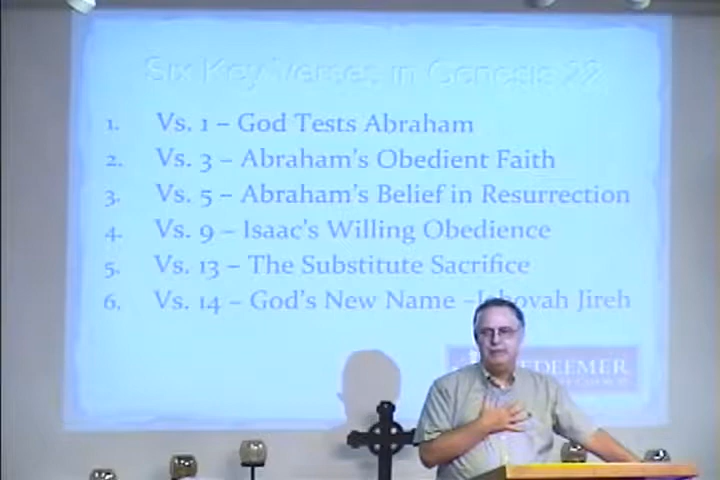 Six Key Verses in Genesis 22
1. Vs. 1 – God Tests Abraham
2. Vs. 3 – Abraham's Obedient Faith
3. Vs. 5 – Abraham's Belief in Resurrection
4. Vs. 9 – Isaac's Willing Obedience
5. Vs. 13 – The Substitute Sacrifice
6. Vs. 14 – God's New Name –Jehovah Jireh
REDEEMER